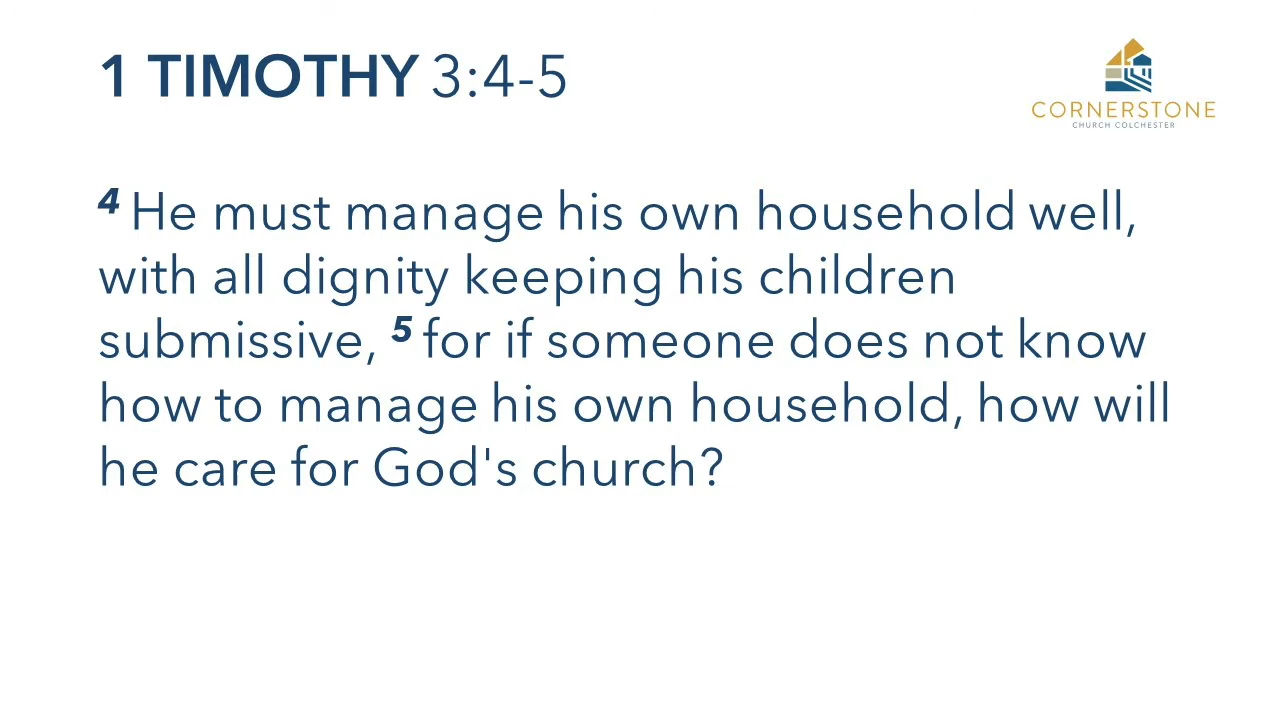 1 TIMOTHY 3:4-5
CORNERSTONE
CHURCH COLCHESTER
4 He must manage his own household well,
with all dignity keeping his children
submissive, 5 for if someone does not know
how to manage his own household, how will
he care for God's church?